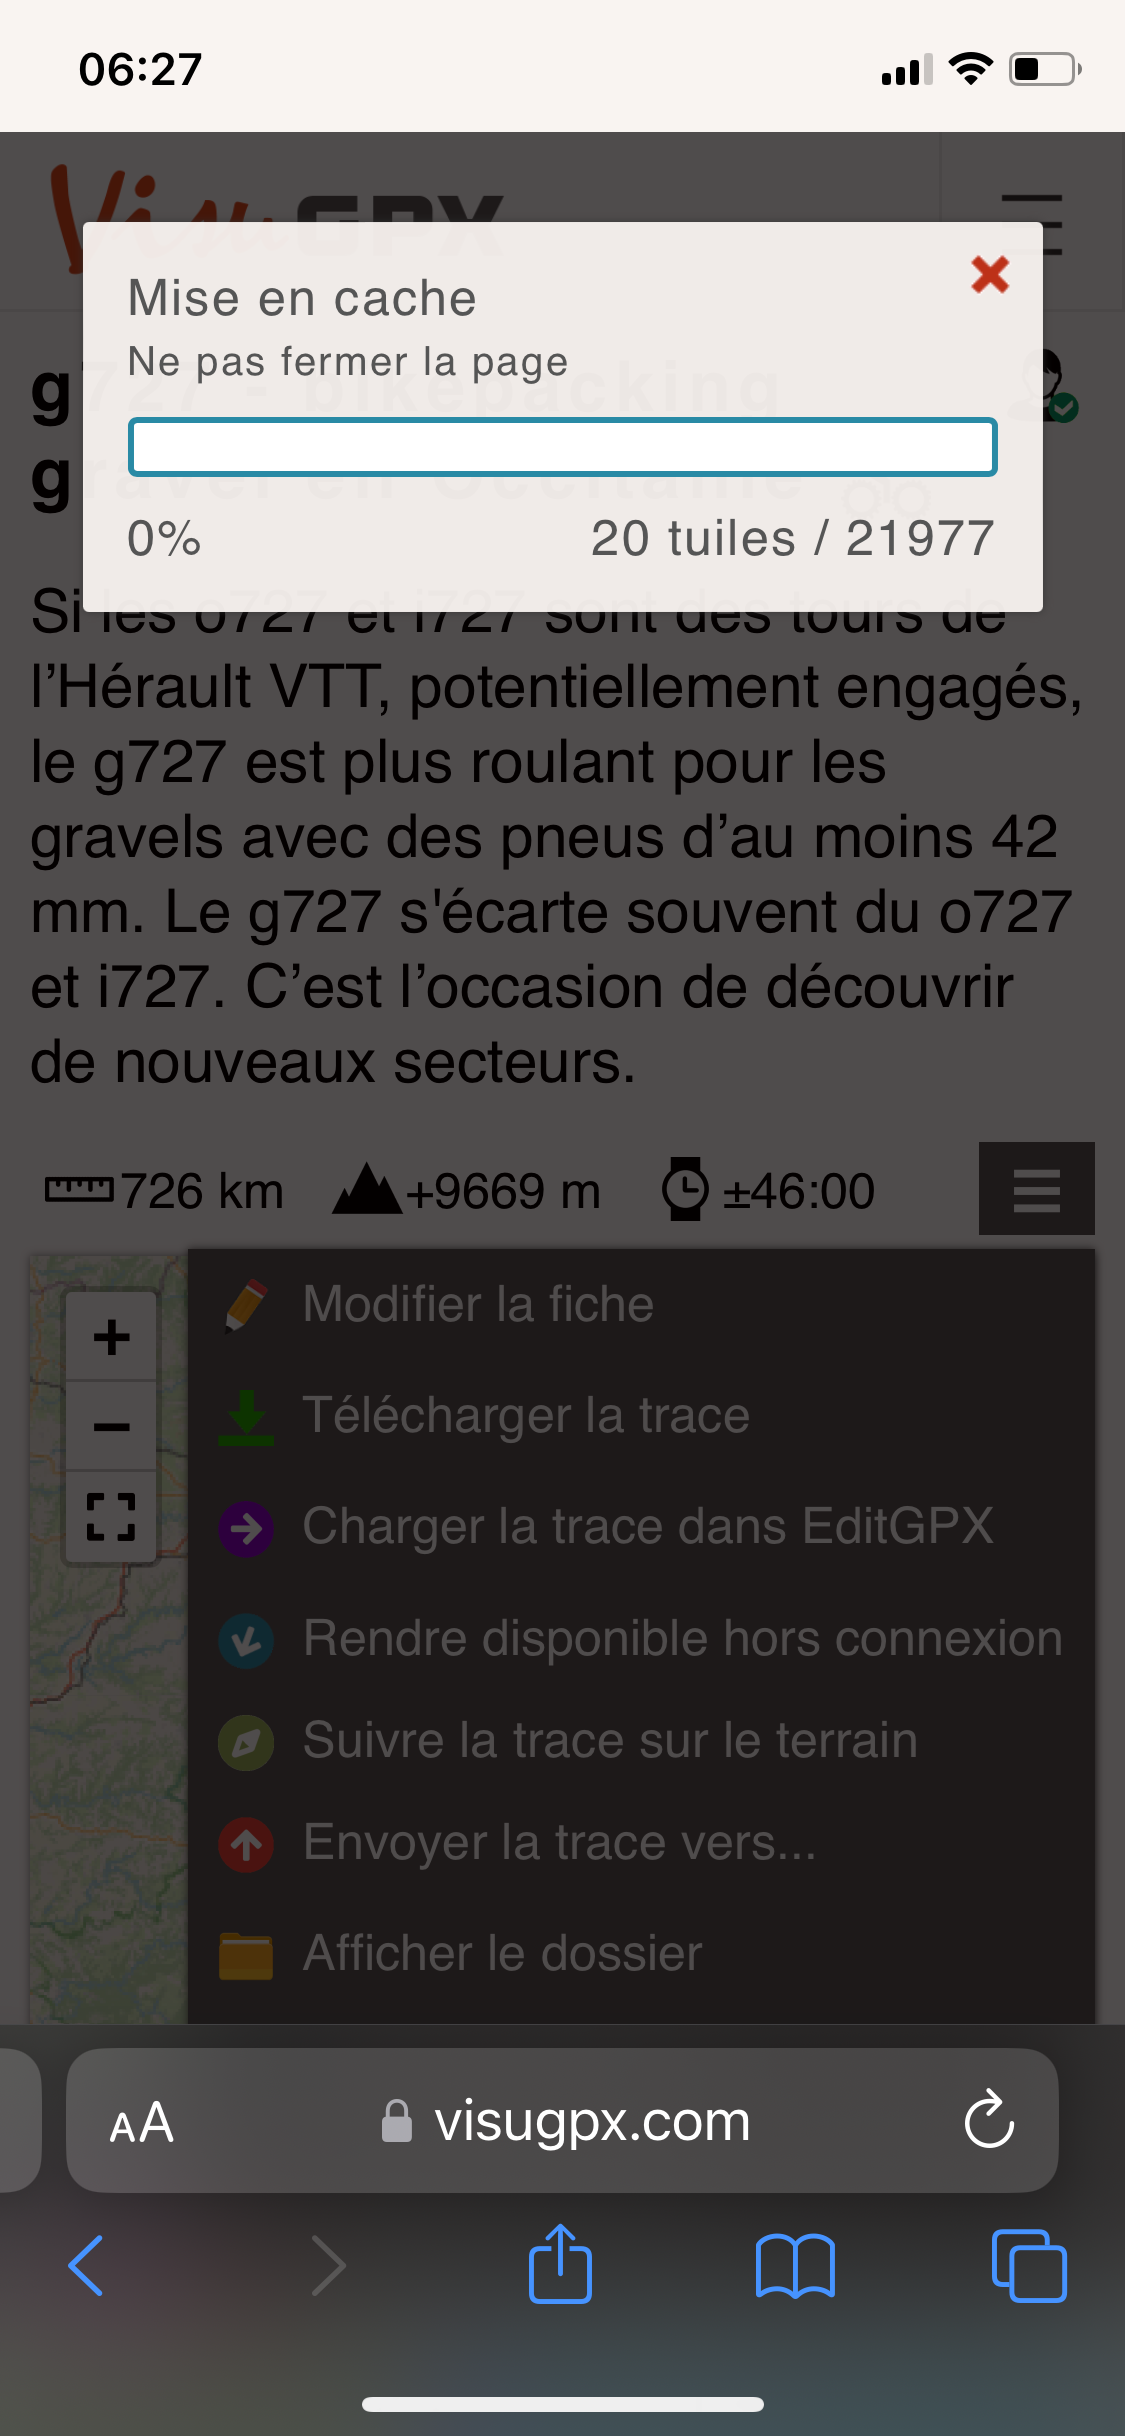 06:27
Visu GPX
Mise en cache
Ne pas fermer la page
g727 - bikepacking
gravel en Occitanie
0%
20 tuiles / 21977
Si les o727 et i727 sont des tours de
l’Hérault VTT, potentiellement engagés,
le g727 est plus roulant pour les
gravels avec des pneus d’au moins 42
mm. Le g727 s'écarte souvent du o727
et i727. C’est l’occasion de découvrir
de nouveaux secteurs.
726 km +9669 m ±46:00
+
−
Modifier la fiche
Télécharger la trace
Charger la trace dans EditGPX
Rendre disponible hors connexion
Suivre la trace sur le terrain
Envoyer la trace vers...
Afficher le dossier
AA visugpx.com